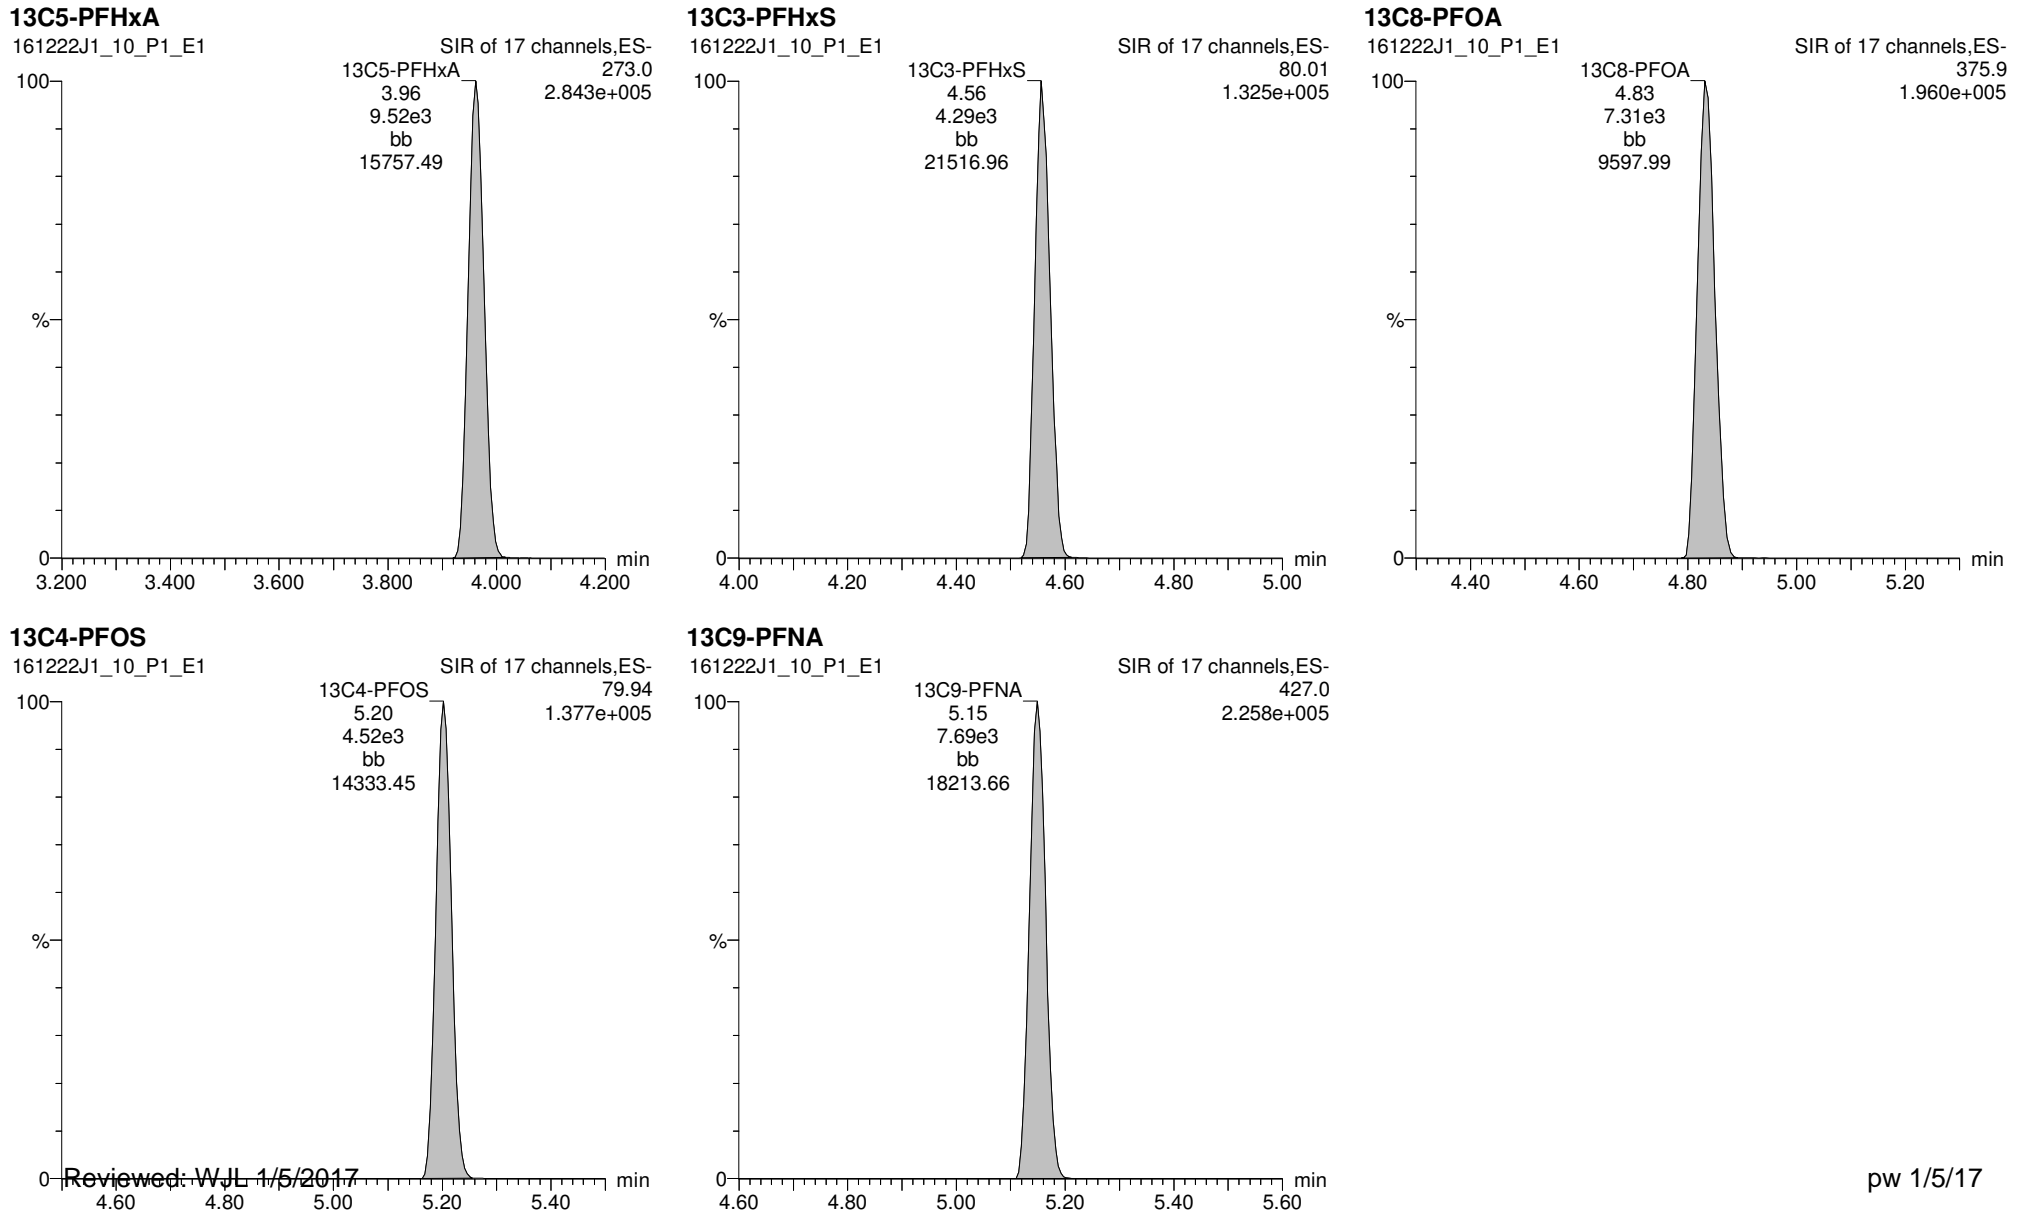 13C5-PFHxA
161222J1_10_P1_E1
SIR of 17 channels,ES-
273.0
2.843e+005
13C5-PFHxA
3.96
9.52e3
bb
15757.49
100
%
0
min
3.200 3.400 3.600 3.800 4.000 4.200
13C3-PFHxS
161222J1_10_P1_E1
SIR of 17 channels,ES-
80.01
1.325e+005
13C3-PFHxS
4.56
4.29e3
bb
21516.96
100
%
0
min
4.00 4.20 4.40 4.60 4.80 5.00
13C8-PFOA
161222J1_10_P1_E1
SIR of 17 channels,ES-
375.9
1.960e+005
13C8-PFOA
4.83
7.31e3
bb
9597.99
100
%
0
min
4.40 4.60 4.80 5.00 5.20
13C4-PFOS
161222J1_10_P1_E1
SIR of 17 channels,ES-
79.94
1.377e+005
13C4-PFOS
5.20
4.52e3
bb
14333.45
100
%
0
min
4.60 4.80 5.00 5.20 5.40
13C9-PFNA
161222J1_10_P1_E1
SIR of 17 channels,ES-
427.0
2.258e+005
13C9-PFNA
5.15
7.69e3
bb
18213.66
100
%
0
min
4.60 4.80 5.00 5.20 5.40 5.60
Reviewed: WJL 1/5/2017
pw 1/5/17